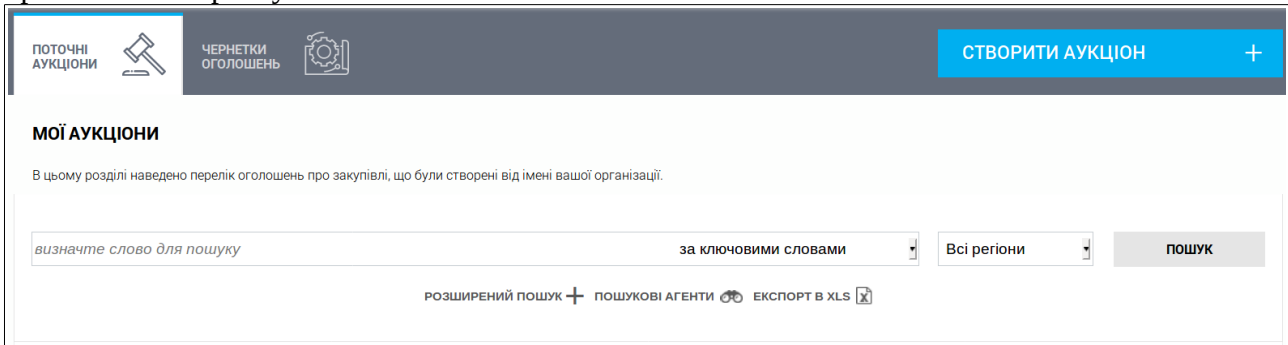 ПОТОЧНІ
АУКЦІОНИ
ЧЕРНЕТКИ
ОГОЛОШЕНЬ
СТВОРИТИ АУКЦІОН +
МОЇ АУКЦІОНИ
В цьому розділі наведено перелік оголошень про закупівлі, що були створені від імені вашої організації.
визначте слово для пошуку за ключовими словами Всі регіони ПОШУК
РОЗШИРЕНИЙ ПОШУК + ПОШУКОВІ АГЕНТИ ЕКСПОРТ В XLS